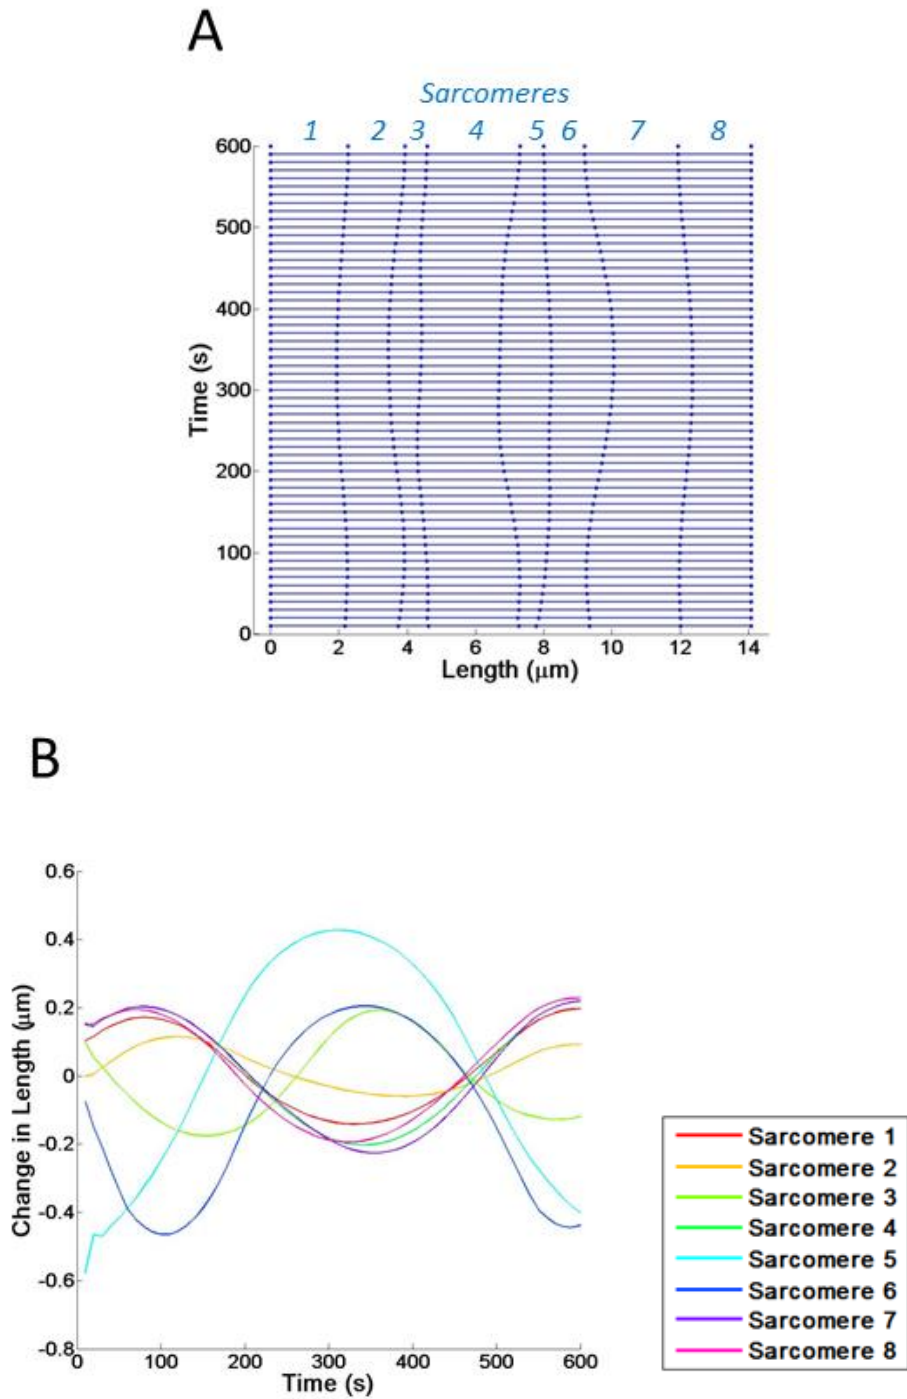 A
Sarcomeres
1 2 3 4 5 6 7 8
600
500
400
300
200
100
0
Time (s)
0 2 4 6 8 10 12 14
Length (μm)
B
0.6
0.4
0.2
0
-0.2
-0.4
-0.6
-0.8
Change in Length (μm)
0 100 200 300 400 500 600
Time (s)
Sarcomere 1
Sarcomere 2
Sarcomere 3
Sarcomere 4
Sarcomere 5
Sarcomere 6
Sarcomere 7
Sarcomere 8